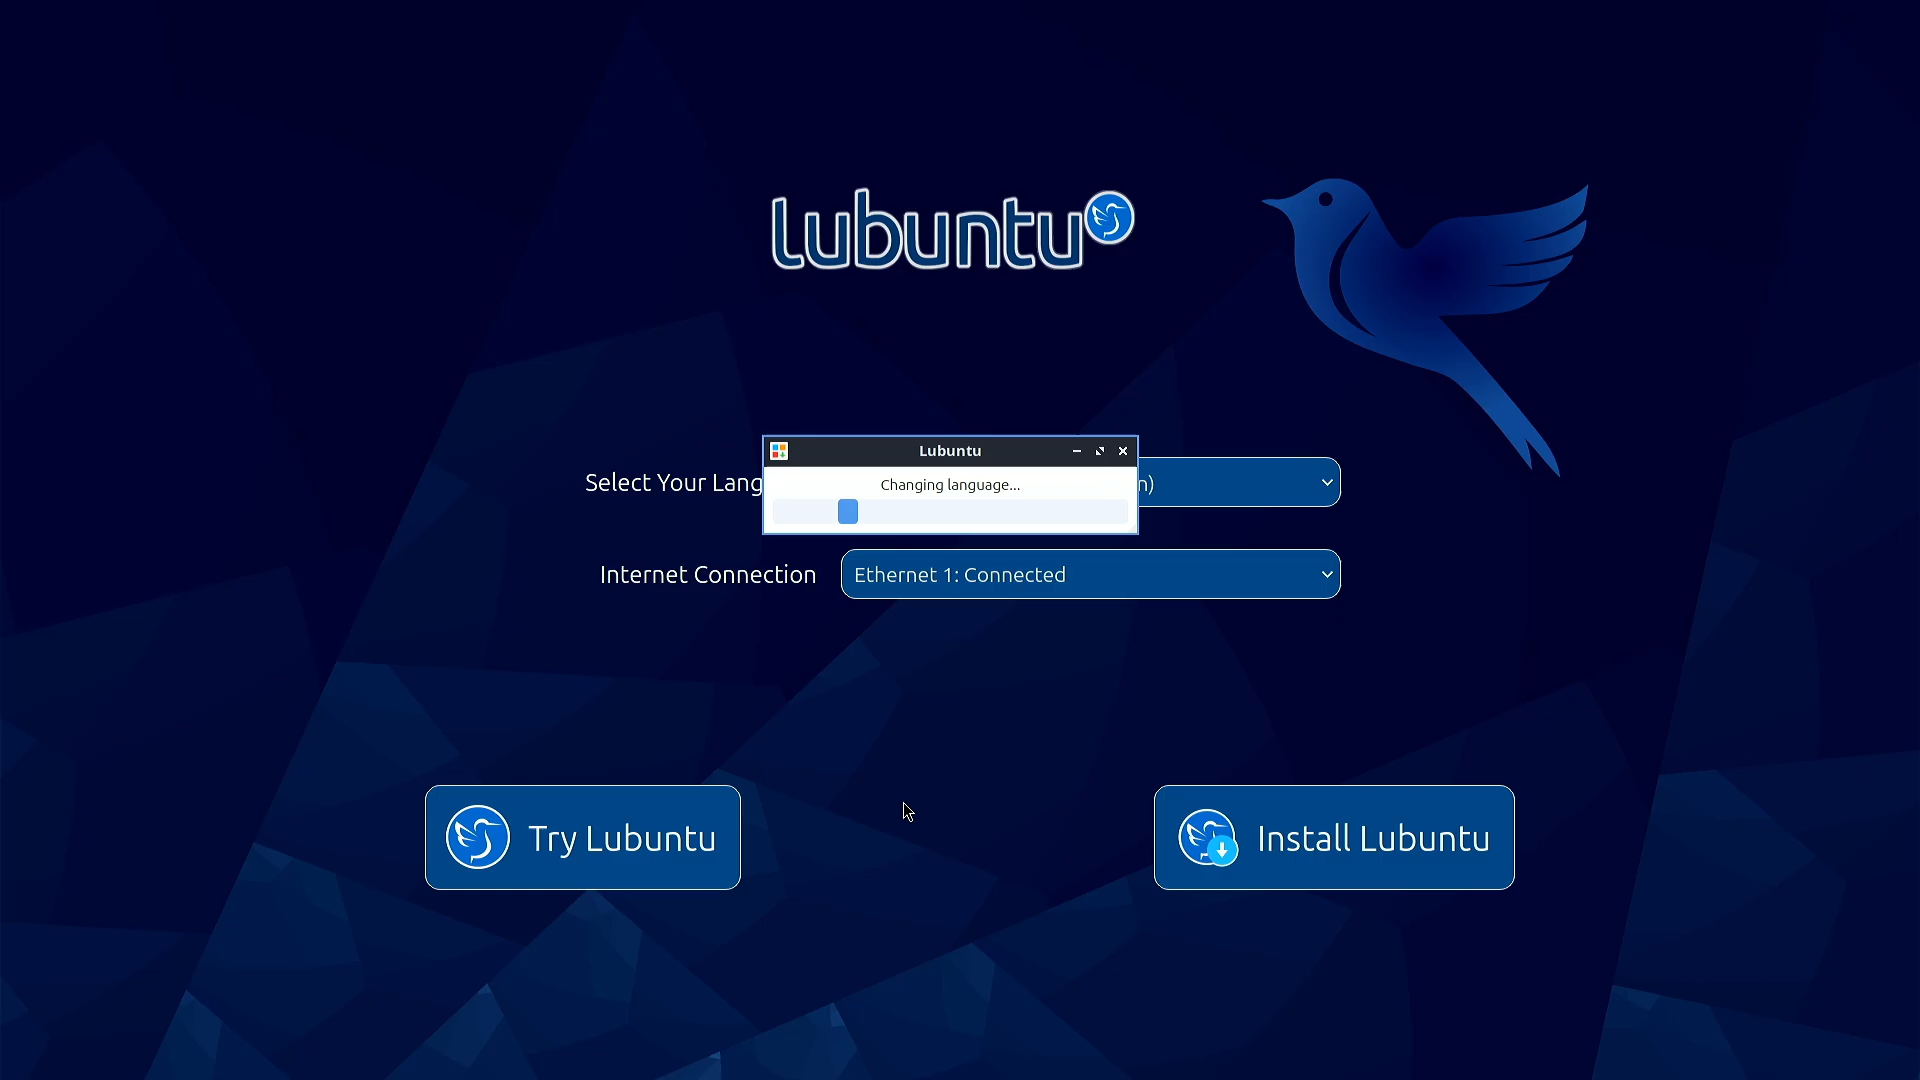 lubuntu
Lubuntu
Select Your Lang
Changing language...
n)
Internet Connection
Ethernet 1: Connected
Try Lubuntu
Install Lubuntu